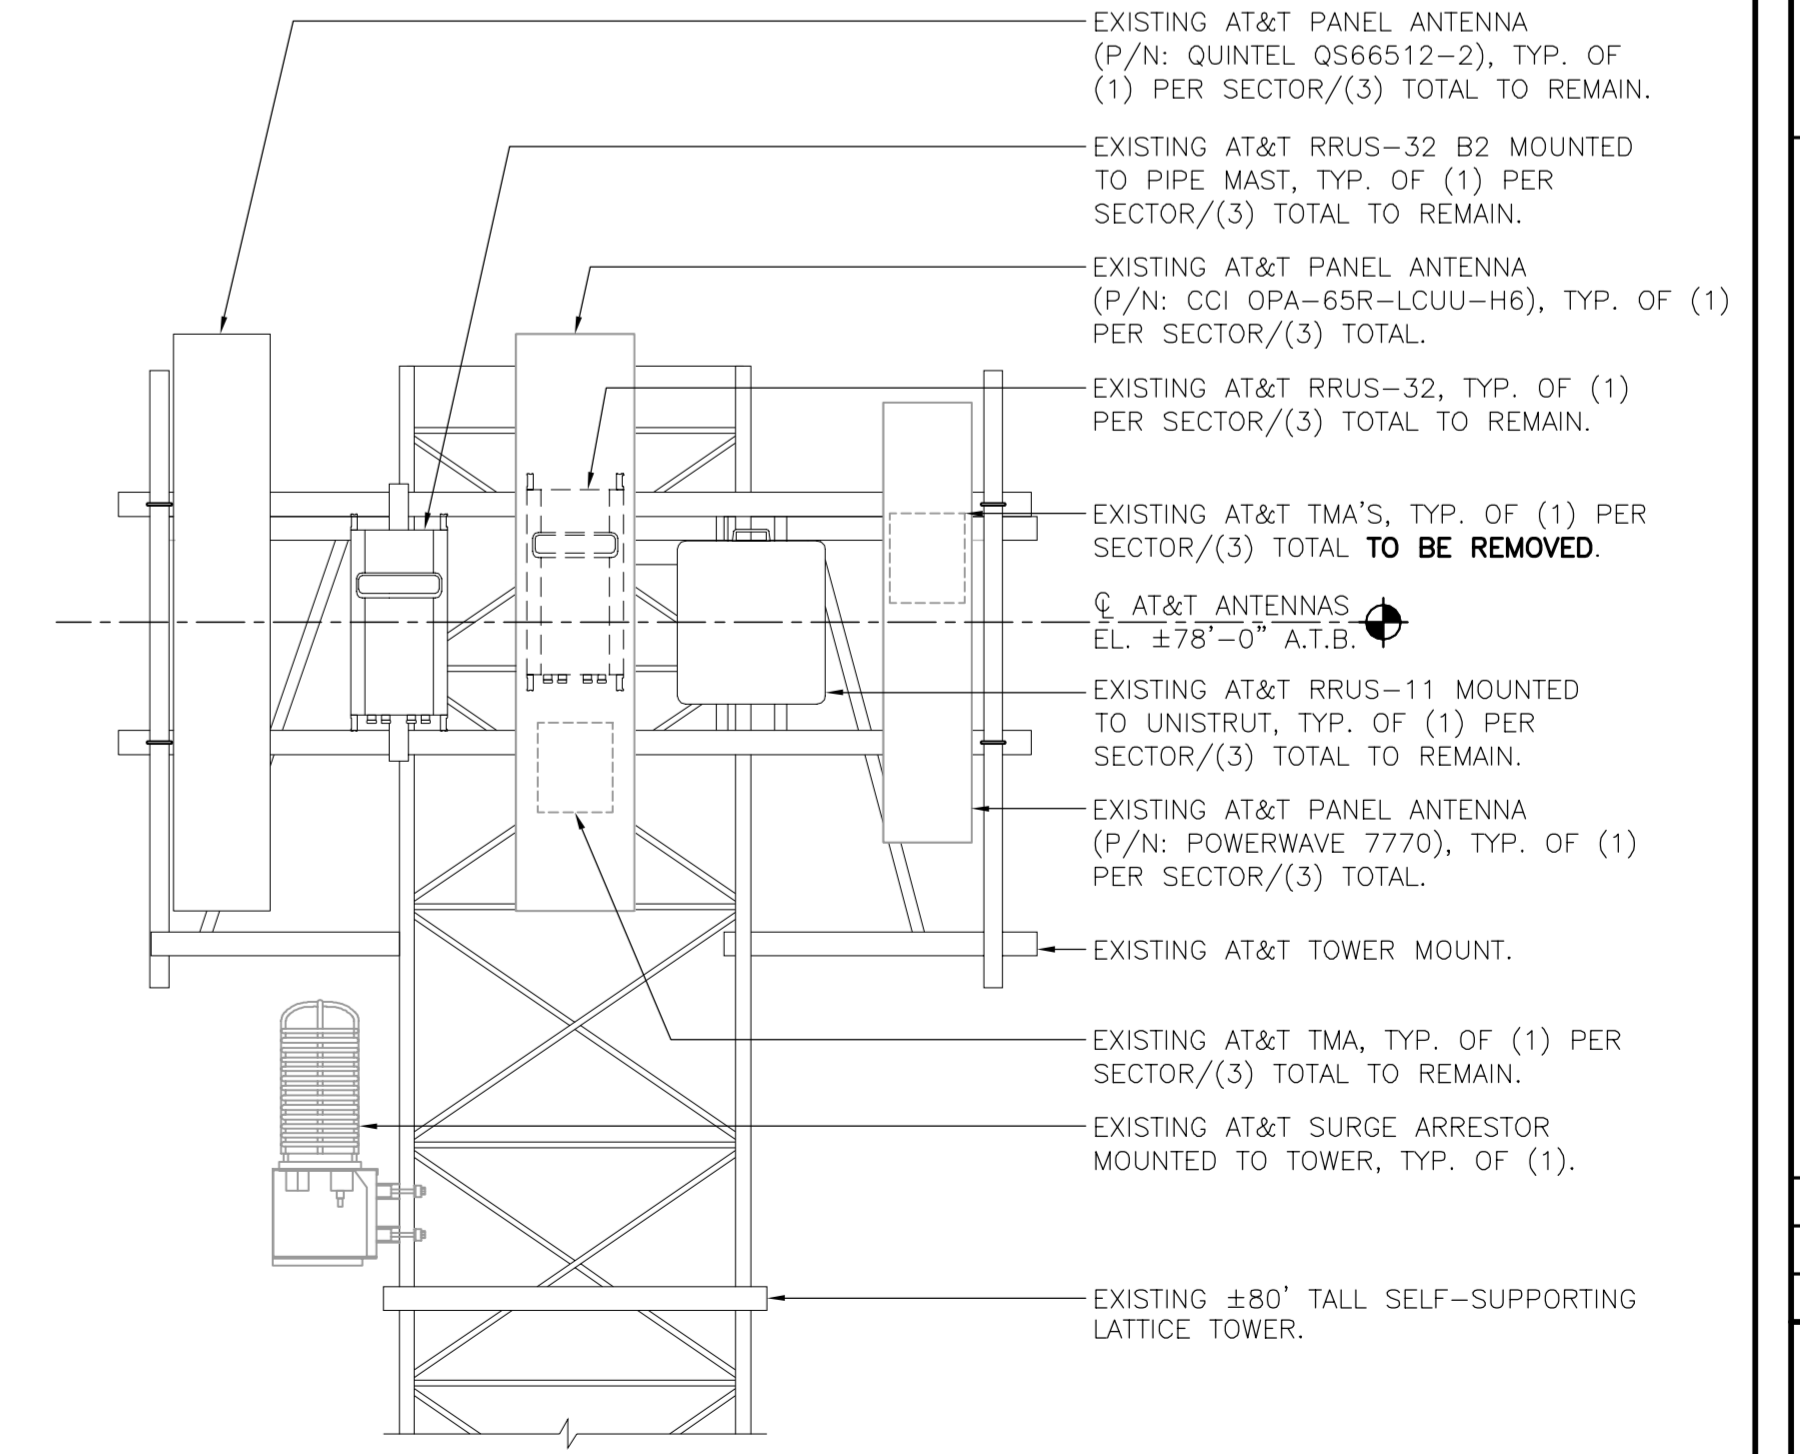 EXISTING AT&T PANEL ANTENNA
(P/N: QUINTEL QS66512-2), TYP. OF
(1) PER SECTOR/(3) TOTAL TO REMAIN.
EXISTING AT&T RRUS-32 B2 MOUNTED
TO PIPE MAST, TYP. OF (1) PER
SECTOR/(3) TOTAL TO REMAIN.
EXISTING AT&T PANEL ANTENNA
(P/N: CCI OPA-65R-LCUU-H6), TYP. OF (1)
PER SECTOR/(3) TOTAL.
EXISTING AT&T RRUS-32, TYP. OF (1)
PER SECTOR/(3) TOTAL TO REMAIN.
EXISTING AT&T TMA'S, TYP. OF (1) PER
SECTOR/(3) TOTAL TO BE REMOVED.
℄ AT&T ANTENNAS
EL. ±78'-0" A.T.B.
EXISTING AT&T RRUS-11 MOUNTED
TO UNISTRUT, TYP. OF (1) PER
SECTOR/(3) TOTAL TO REMAIN.
EXISTING AT&T PANEL ANTENNA
(P/N: POWERWAVE 7770), TYP. OF (1)
PER SECTOR/(3) TOTAL.
EXISTING AT&T TOWER MOUNT.
EXISTING AT&T TMA, TYP. OF (1) PER
SECTOR/(3) TOTAL TO REMAIN.
EXISTING AT&T SURGE ARRESTOR
MOUNTED TO TOWER, TYP. OF (1).
EXISTING ±80' TALL SELF-SUPPORTING
LATTICE TOWER.